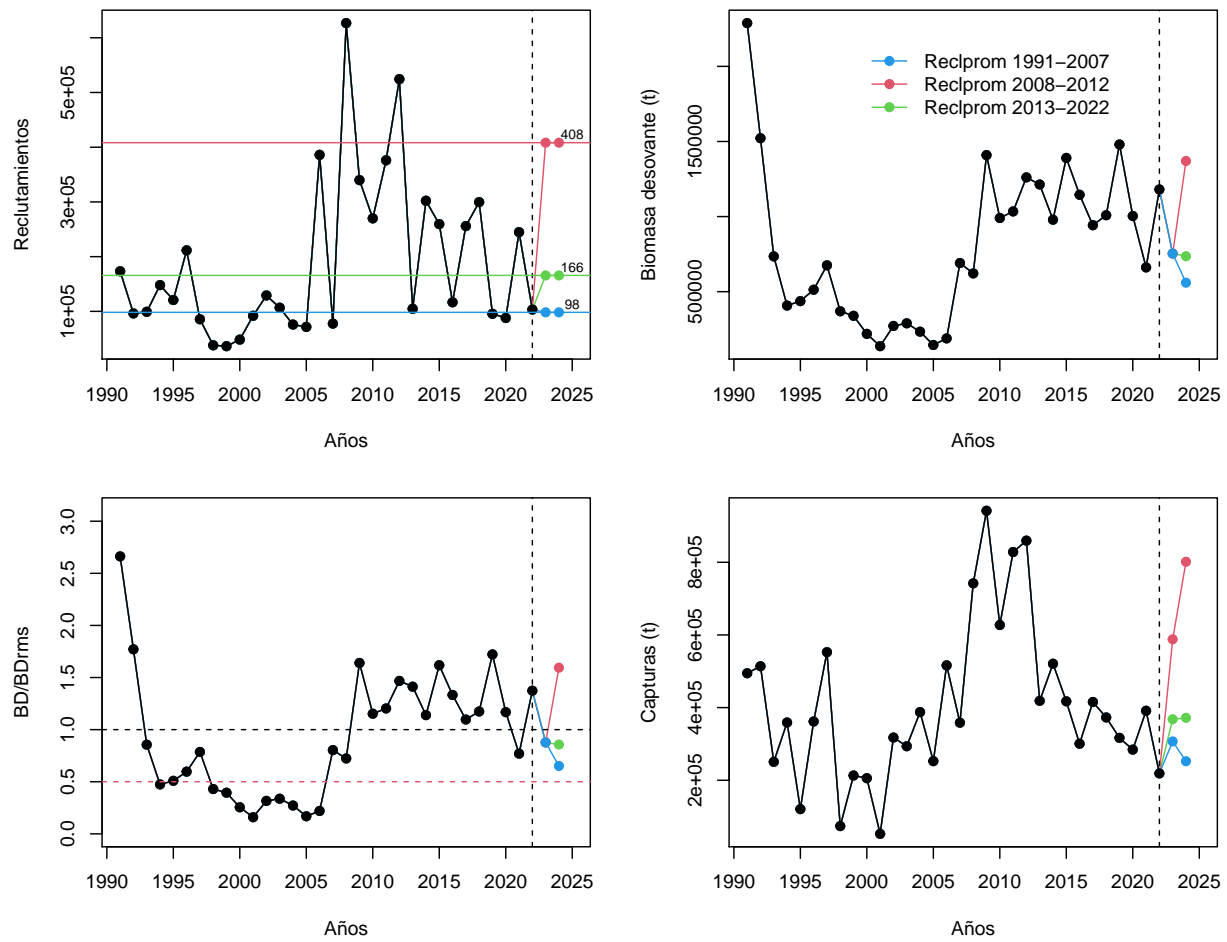 Reclutamientos
1e+05
3e+05
5e+05
408
166
98
1990
1995
2000
2005
2010
2015
2020
2025
Años
Biomasa desovante (t)
500000
1500000
Reclprom 1991−2007
Reclprom 2008−2012
Reclprom 2013−2022
1990
1995
2000
2005
2010
2015
2020
2025
Años
BD/BDrms
0.0
0.5
1.0
1.5
2.0
2.5
3.0
1990
1995
2000
2005
2010
2015
2020
2025
Años
Capturas (t)
2e+05
4e+05
6e+05
8e+05
1990
1995
2000
2005
2010
2015
2020
2025
Años